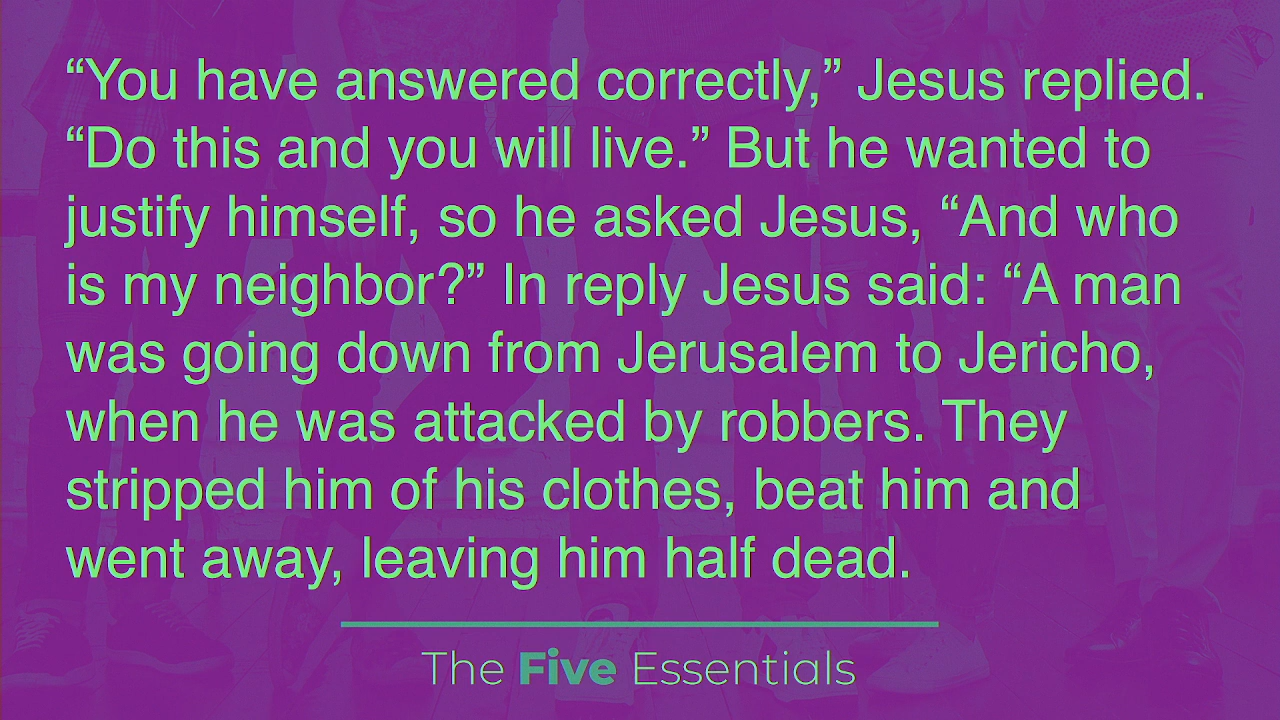 “You have answered correctly,” Jesus replied.
“Do this and you will live.” But he wanted to
justify himself, so he asked Jesus, “And who
is my neighbor?” In reply Jesus said: “A man
was going down from Jerusalem to Jericho,
when he was attacked by robbers. They
stripped him of his clothes, beat him and
went away, leaving him half dead.
The Five Essentials